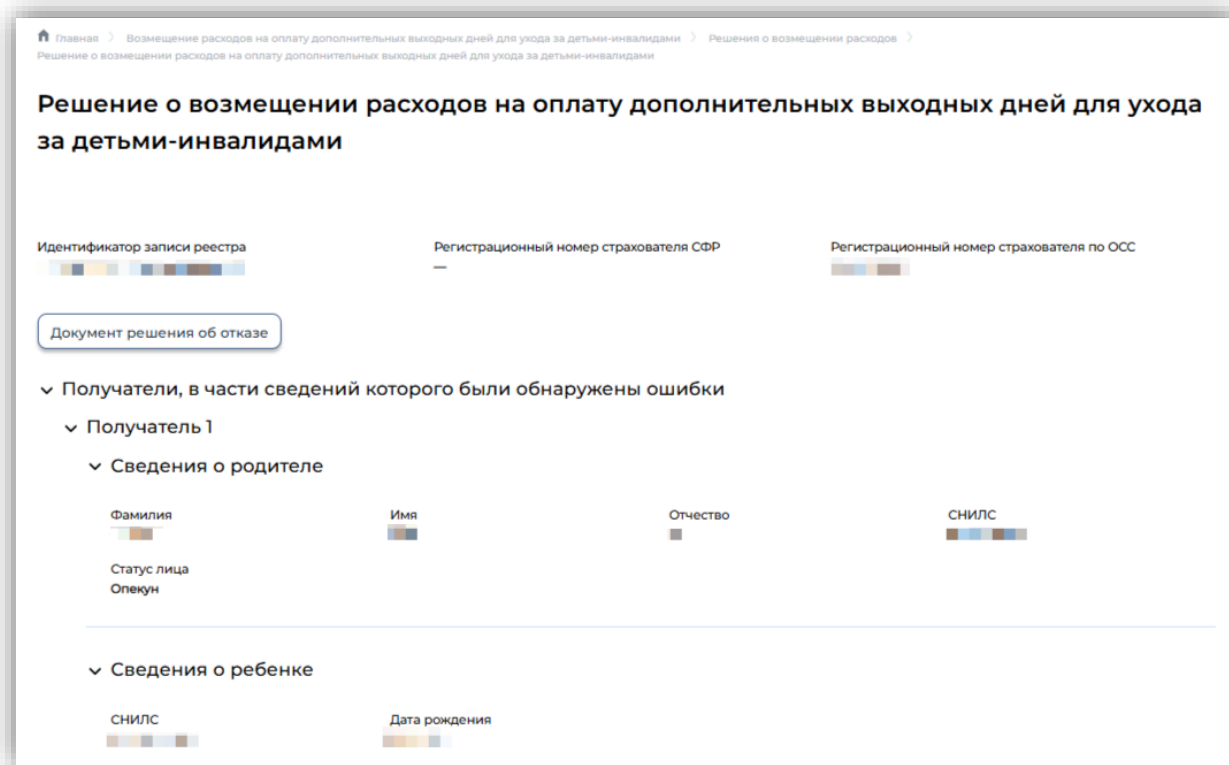 Главная > Возмещение расходов на оплату дополнительных выходных дней для ухода за детьми-инвалидами > Решения о возмещении расходов >
Решение о возмещении расходов на оплату дополнительных выходных дней для ухода за детьми-инвалидами
Решение о возмещении расходов на оплату дополнительных выходных дней для ухода
за детьми-инвалидами
Идентификатор записи реестра Регистрационный номер страхователя СФР Регистрационный номер страхователя по ОСС
—
Документ решения об отказе
Получатели, в части сведений которого были обнаружены ошибки
Получатель 1
Сведения о родителе
Фамилия Имя Отчество СНИЛС
Статус лица
Опекун
Сведения о ребенке
СНИЛС Дата рождения